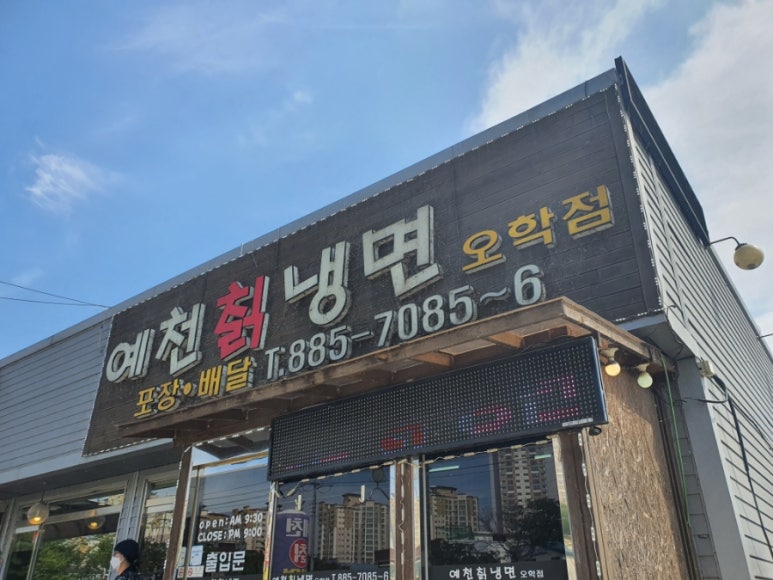 예천칡냉면 오학점
포장•배달 T.885-7085~6
open:AM 9:30
CLOSE:PM 9:00
출입문
천
칡
예천칡냉면 T.885-7085~6
예천칡냉면 오학점